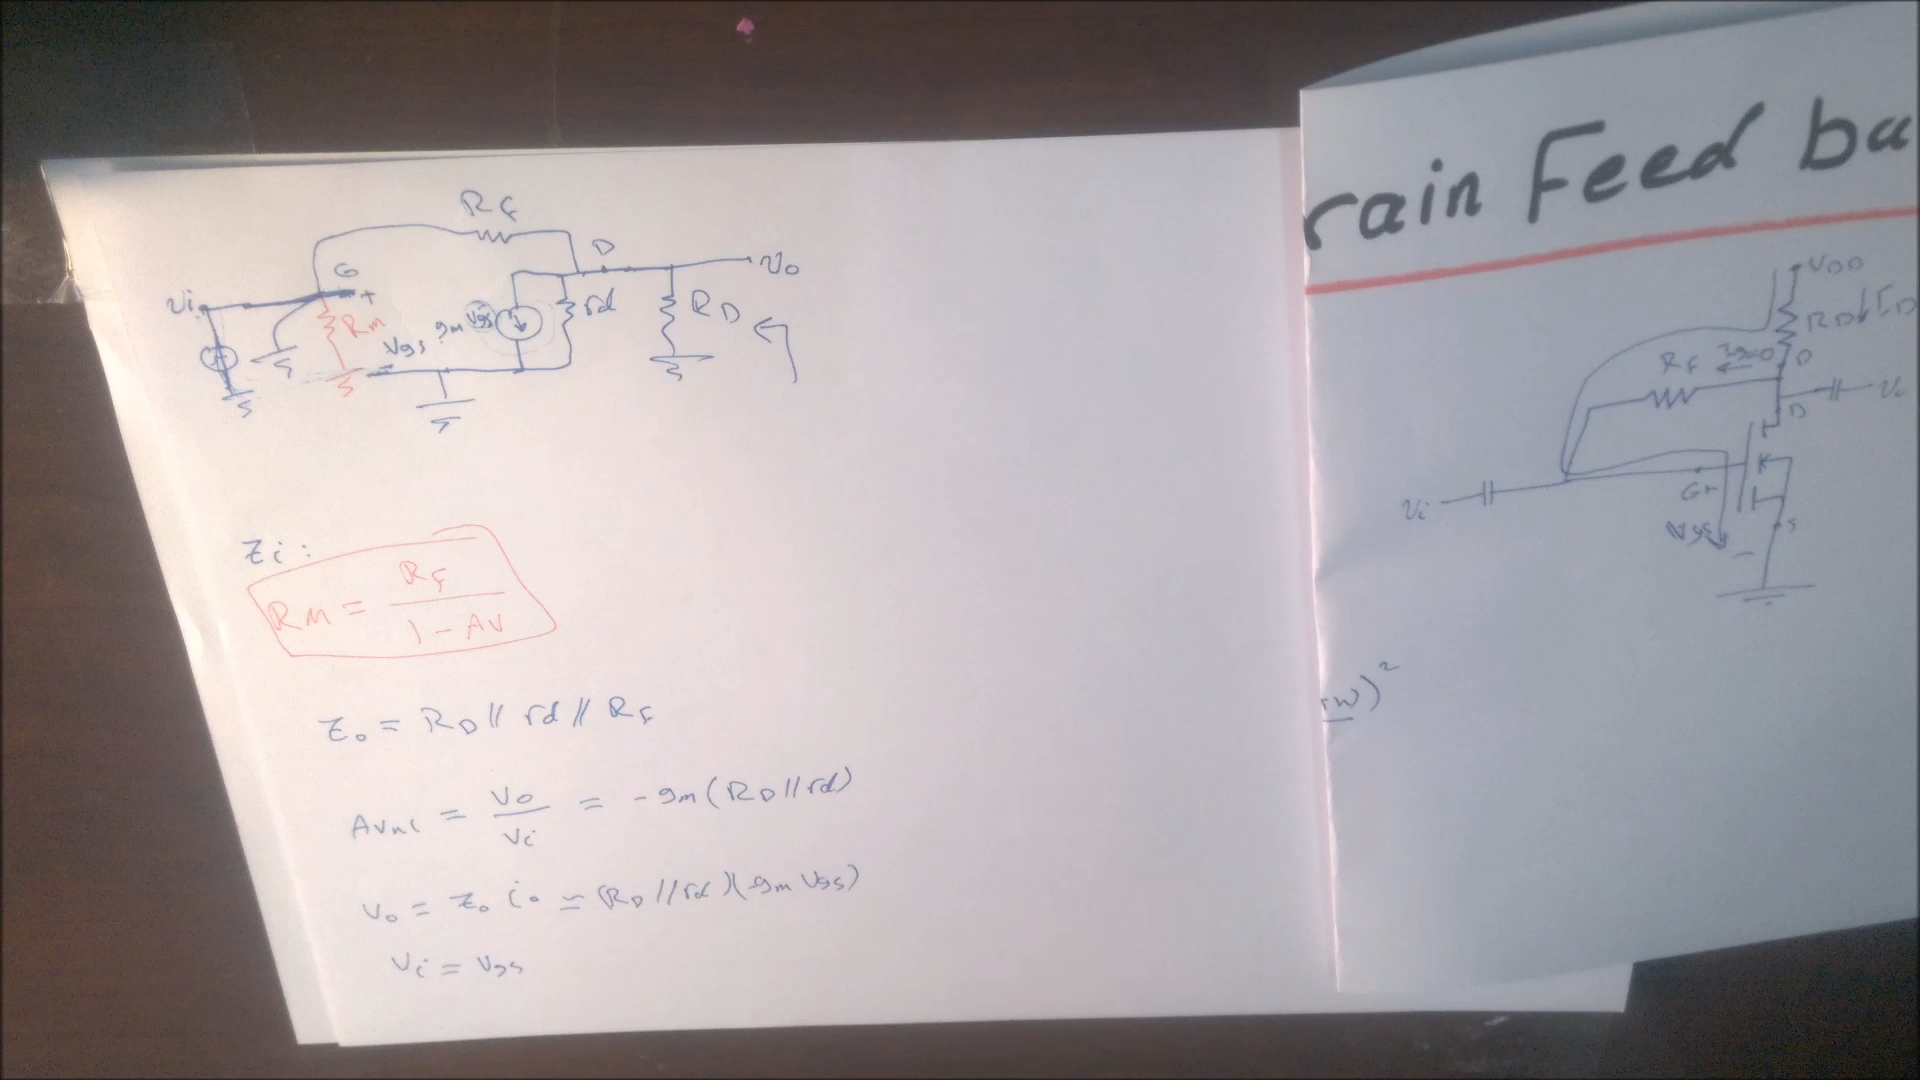 RF
G
D
Vo
Vi
+
Rm
Vgs
gm Vgs
rd
RD
Zi :
RM = RF / 1 - AV
Zo = RD // rd // RF
AVNL = Vo / Vi = - gm (RD // rd)
Vo = Zo io = (RD // rd)(-gm Vgs)
Vi = Vgs
rain Feed ba
VDD
RD ID
RF
D
D
G+
Vi
Vgs
S
)²